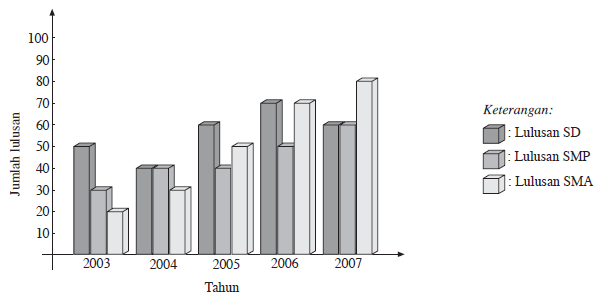 100
90
80
70
60
50
40
30
20
10
Jumlah lulusan
2003 2004 2005 2006 2007
Tahun
Keterangan:
: Lulusan SD
: Lulusan SMP
: Lulusan SMA